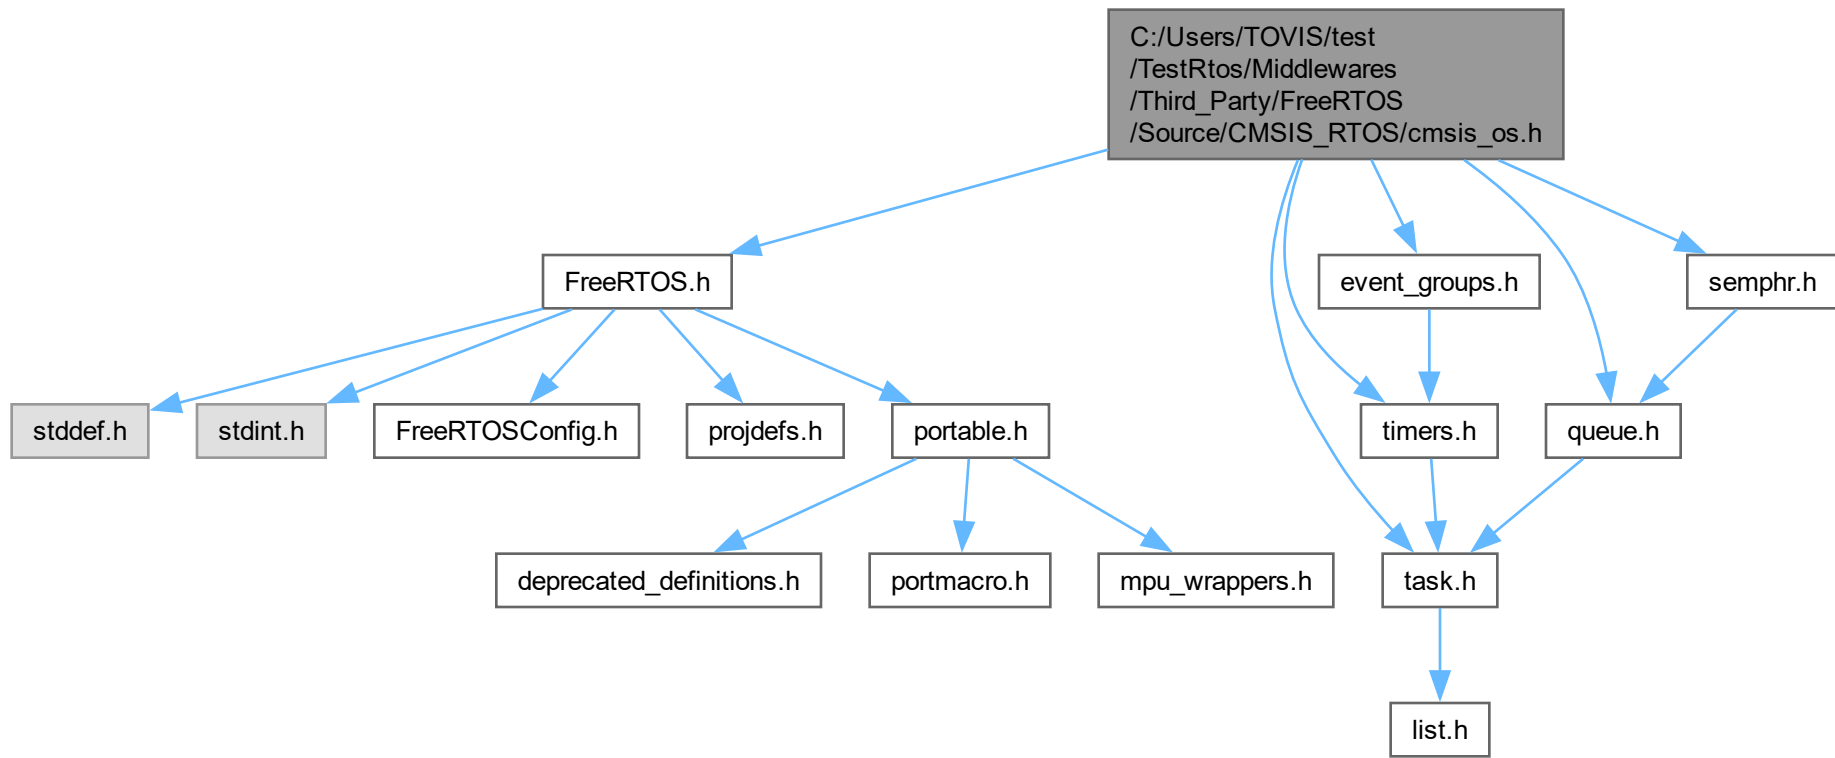 C:/Users/TOVIS/test
/TestRtos/Middlewares
/Third_Party/FreeRTOS
/Source/CMSIS_RTOS/cmsis_os.h
FreeRTOS.h
event_groups.h
semphr.h
stddef.h
stdint.h
FreeRTOSConfig.h
projdefs.h
portable.h
timers.h
queue.h
deprecated_definitions.h
portmacro.h
mpu_wrappers.h
task.h
list.h